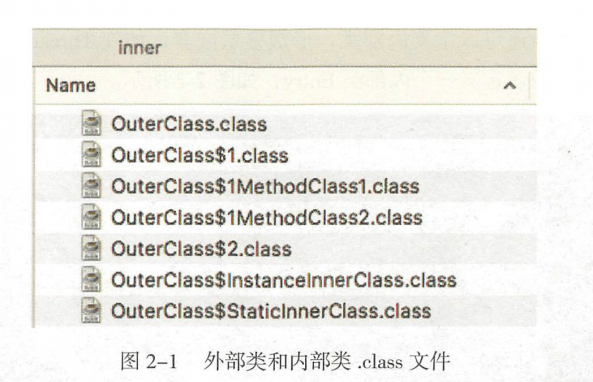 inner
Name
OuterClass.class
OuterClass$1.class
OuterClass$1MethodClass1.class
OuterClass$1MethodClass2.class
OuterClass$2.class
OuterClass$InstanceInnerClass.class
OuterClass$StaticInnerClass.class
图 2-1 外部类和内部类 .class 文件